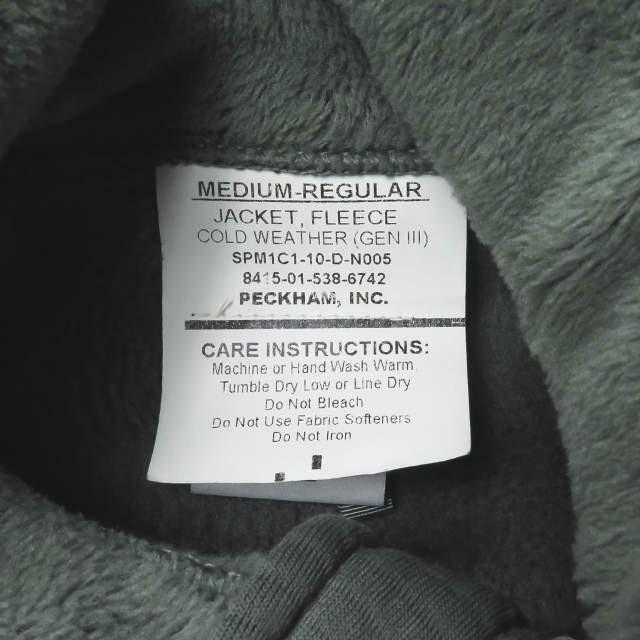 MEDIUM-REGULAR
JACKET, FLEECE
COLD WEATHER (GEN III)
SPM1C1-10-D-N005
8415-01-538-6742
PECKHAM, INC.
CARE INSTRUCTIONS:
Machine or Hand Wash Warm.
Tumble Dry Low or Line Dry
Do Not Bleach
Do Not Use Fabric Softeners
Do Not Iron